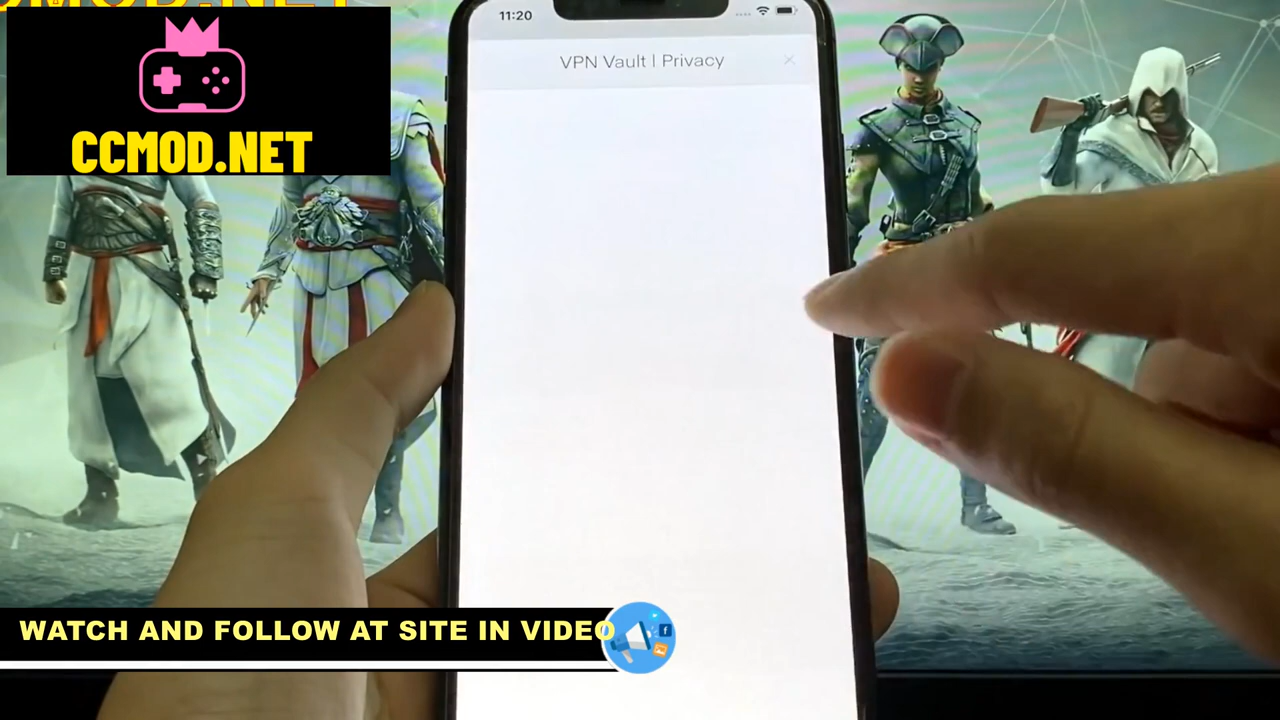 11:20
VPN Vault | Privacy
CCMOD.NET
WATCH AND FOLLOW AT SITE IN VIDEO